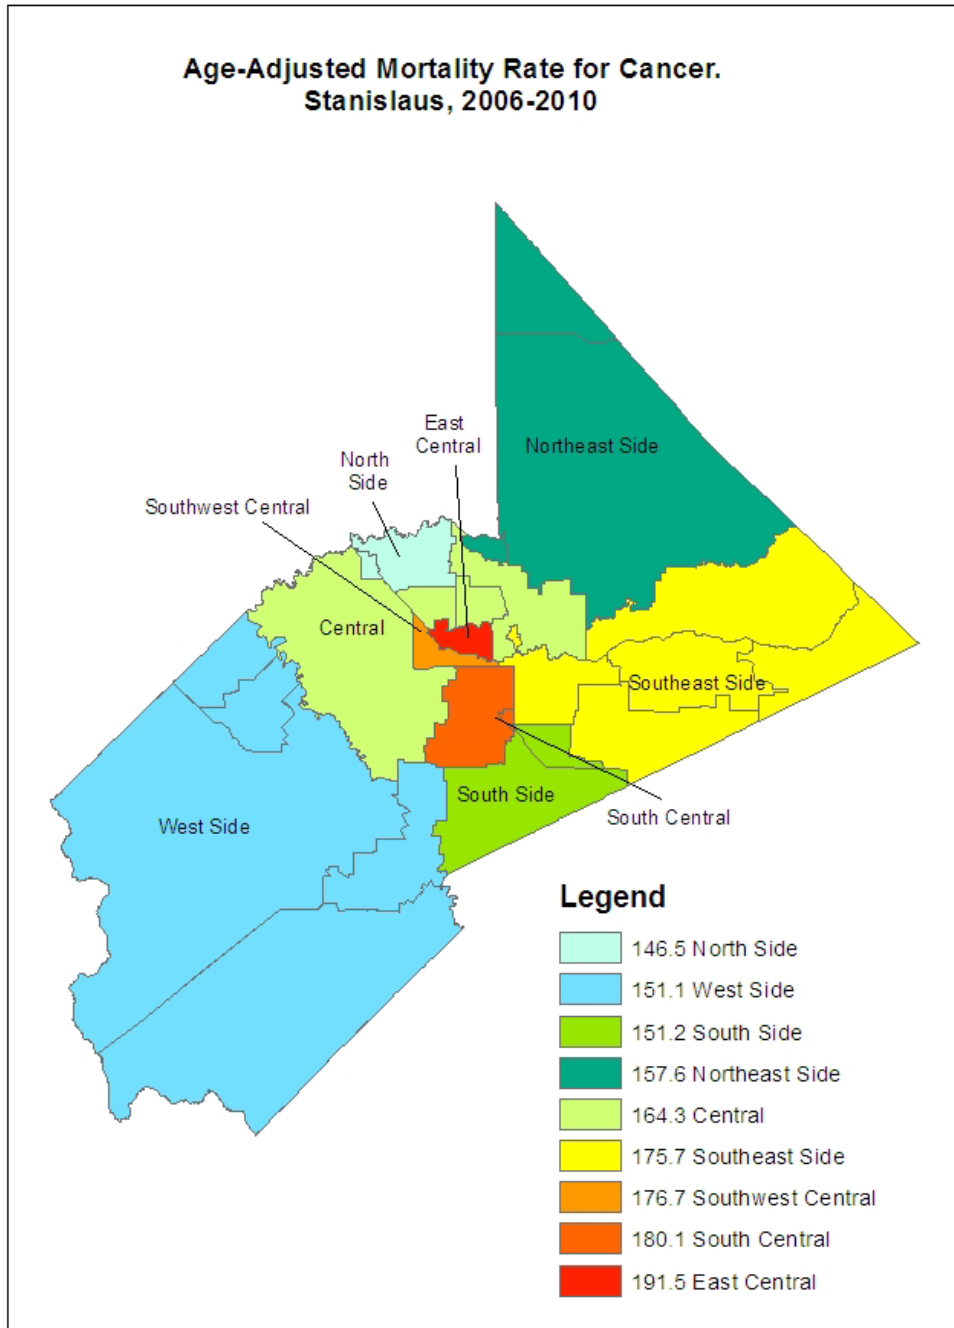 Age-Adjusted Mortality Rate for Cancer.
Stanislaus, 2006-2010
East
Central
Northeast Side
North
Side
Southwest Central
Central
Southeast Side
South Side
South Central
West Side
Legend
146.5 North Side
151.1 West Side
151.2 South Side
157.6 Northeast Side
164.3 Central
175.7 Southeast Side
176.7 Southwest Central
180.1 South Central
191.5 East Central